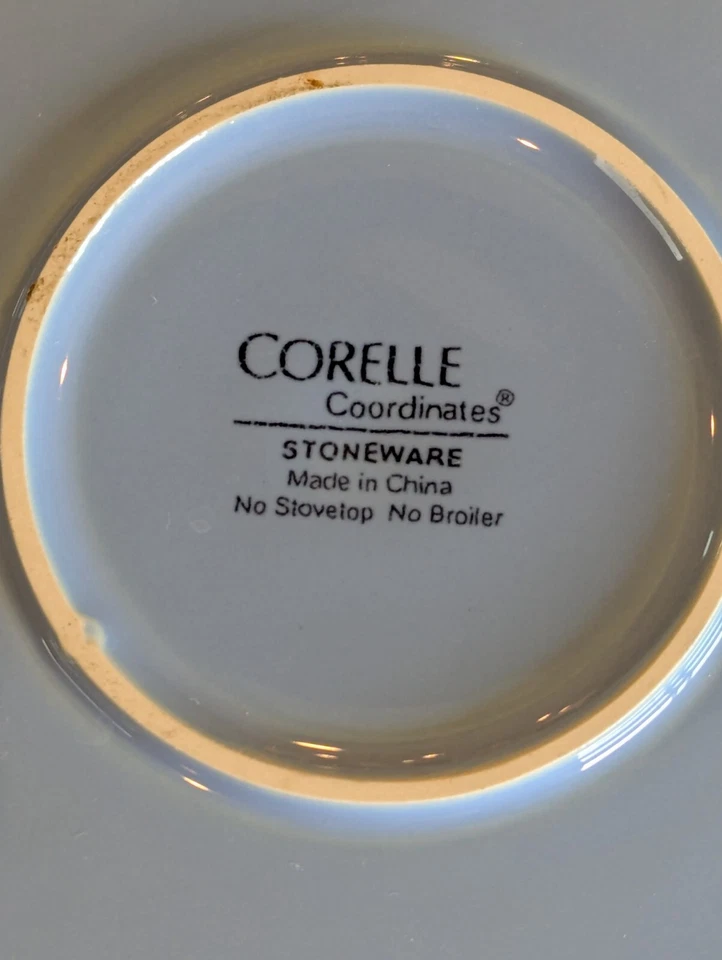 CORELLE
Coordinates®
STONEWARE
Made in China
No Stovetop No Broiler